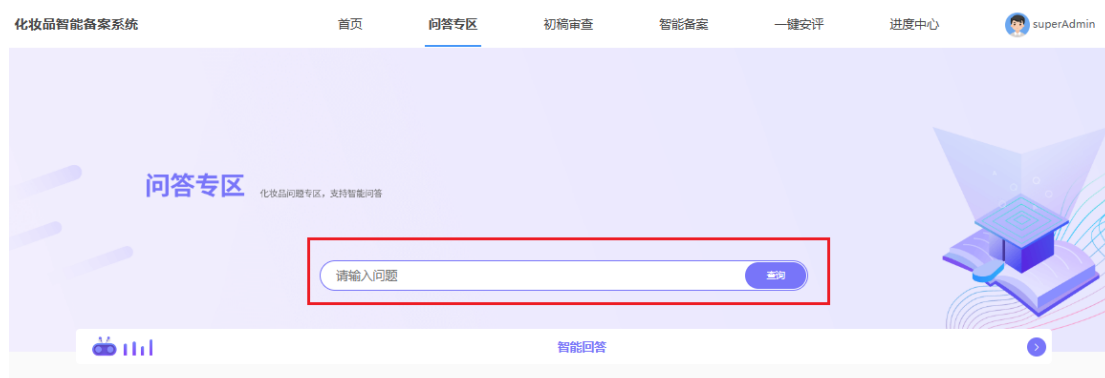 化妆品智能备案系统 首页 问答专区 初稿审查 智能备案 一键安评 进度中心 superAdmin
问答专区 化妆品问题专区，支持智能问答
请输入问题 查询
智能回答